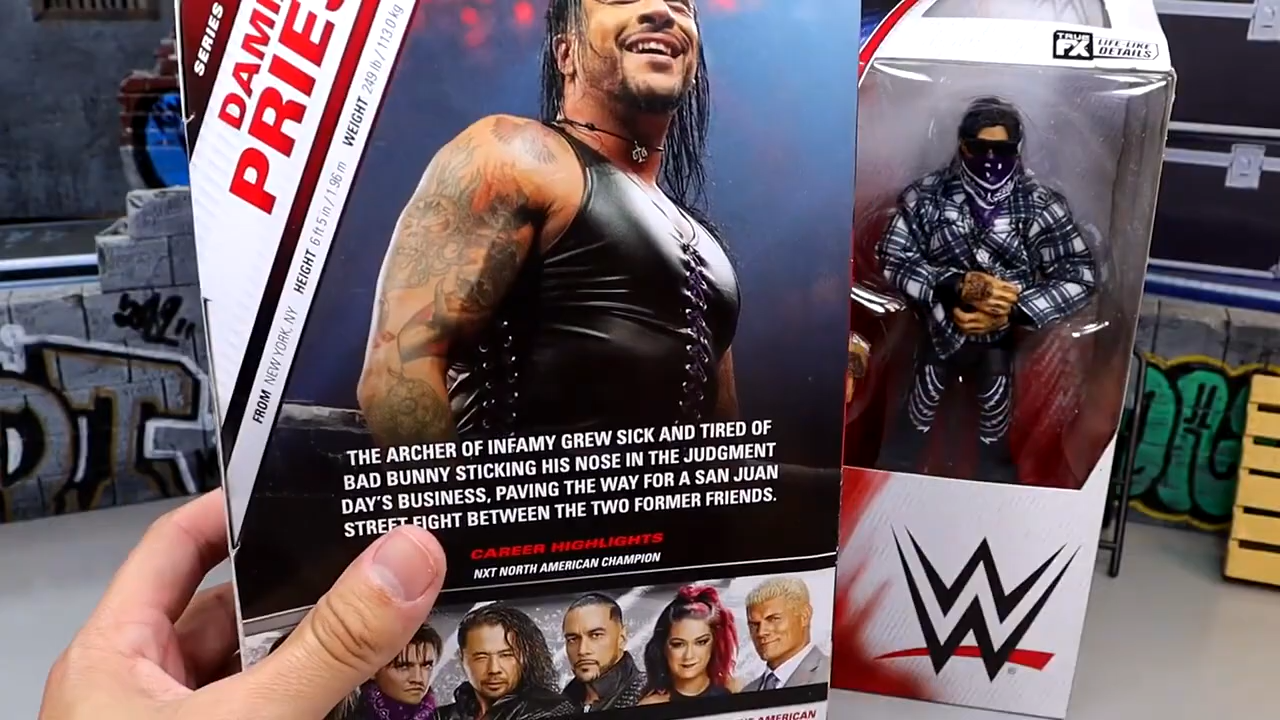 SERIES
PRIES
FROM NEW YORK, NY HEIGHT 6 ft 5 in / 1.96 m WEIGHT 249 lb / 113.0 kg
TRUE FX LIFE-LIKE DETAILS
THE ARCHER OF INFAMY GREW SICK AND TIRED OF
BAD BUNNY STICKING HIS NOSE IN THE JUDGMENT
DAY'S BUSINESS, PAVING THE WAY FOR A SAN JUAN
STREET FIGHT BETWEEN THE TWO FORMER FRIENDS.
CAREER HIGHLIGHTS
NXT NORTH AMERICAN CHAMPION
W
AMERICAN